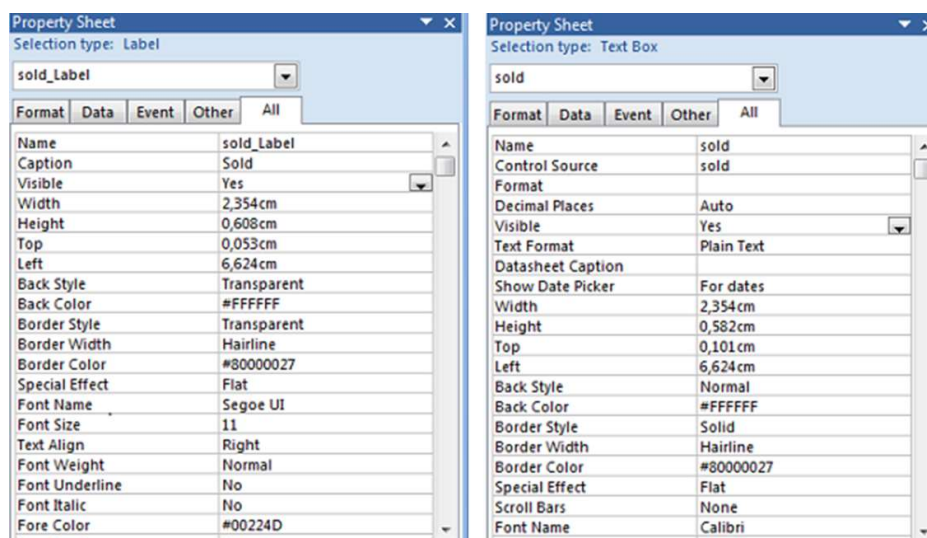 Property Sheet
Selection type: Label
sold_Label
Format Data Event Other All
Name sold_Label
Caption Sold
Visible Yes
Width 2,354cm
Height 0,608cm
Top 0,053cm
Left 6,624cm
Back Style Transparent
Back Color #FFFFFF
Border Style Transparent
Border Width Hairline
Border Color #80000027
Special Effect Flat
Font Name Segoe UI
Font Size 11
Text Align Right
Font Weight Normal
Font Underline No
Font Italic No
Fore Color #00224D
Property Sheet
Selection type: Text Box
sold
Format Data Event Other All
Name sold
Control Source sold
Format
Decimal Places Auto
Visible Yes
Text Format Plain Text
Datasheet Caption
Show Date Picker For dates
Width 2,354cm
Height 0,582cm
Top 0,101cm
Left 6,624cm
Back Style Normal
Back Color #FFFFFF
Border Style Solid
Border Width Hairline
Border Color #80000027
Special Effect Flat
Scroll Bars None
Font Name Calibri